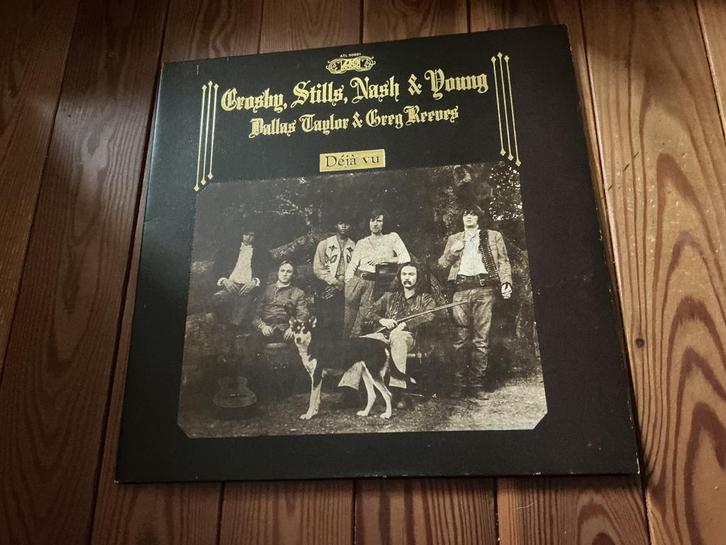 Crosby, Stills, Nash & Young
Dallas Taylor & Greg Reeves
Déjà vu